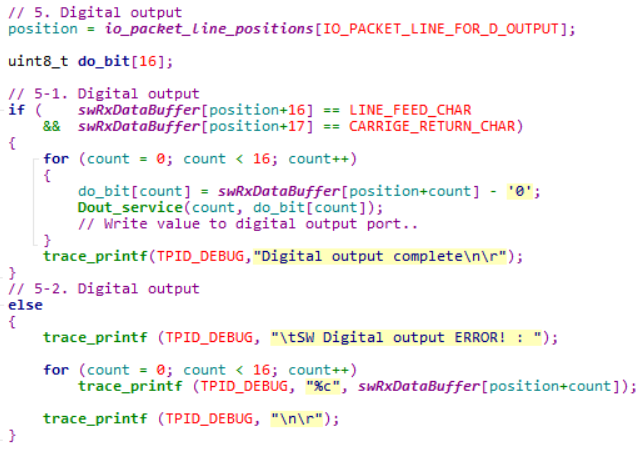 // 5. Digital output
position = io_packet_line_positions[IO_PACKET_LINE_FOR_D_OUTPUT];
uint8_t do_bit[16];
// 5-1. Digital output
if (    swRxDataBuffer[position+16] == LINE_FEED_CHAR
    &&  swRxDataBuffer[position+17] == CARRIGE_RETURN_CHAR)
{
    for (count = 0; count < 16; count++)
    {
        do_bit[count] = swRxDataBuffer[position+count] - '0';
        Dout_service(count, do_bit[count]);
        // Write value to digital output port..
    }
    trace_printf(TPID_DEBUG,"Digital output complete\n\r");
}
// 5-2. Digital output
else
{
    trace_printf (TPID_DEBUG, "\tSW Digital output ERROR! : ");
    for (count = 0; count < 16; count++)
        trace_printf (TPID_DEBUG, "%c", swRxDataBuffer[position+count]);
    trace_printf (TPID_DEBUG, "\n\r");
}